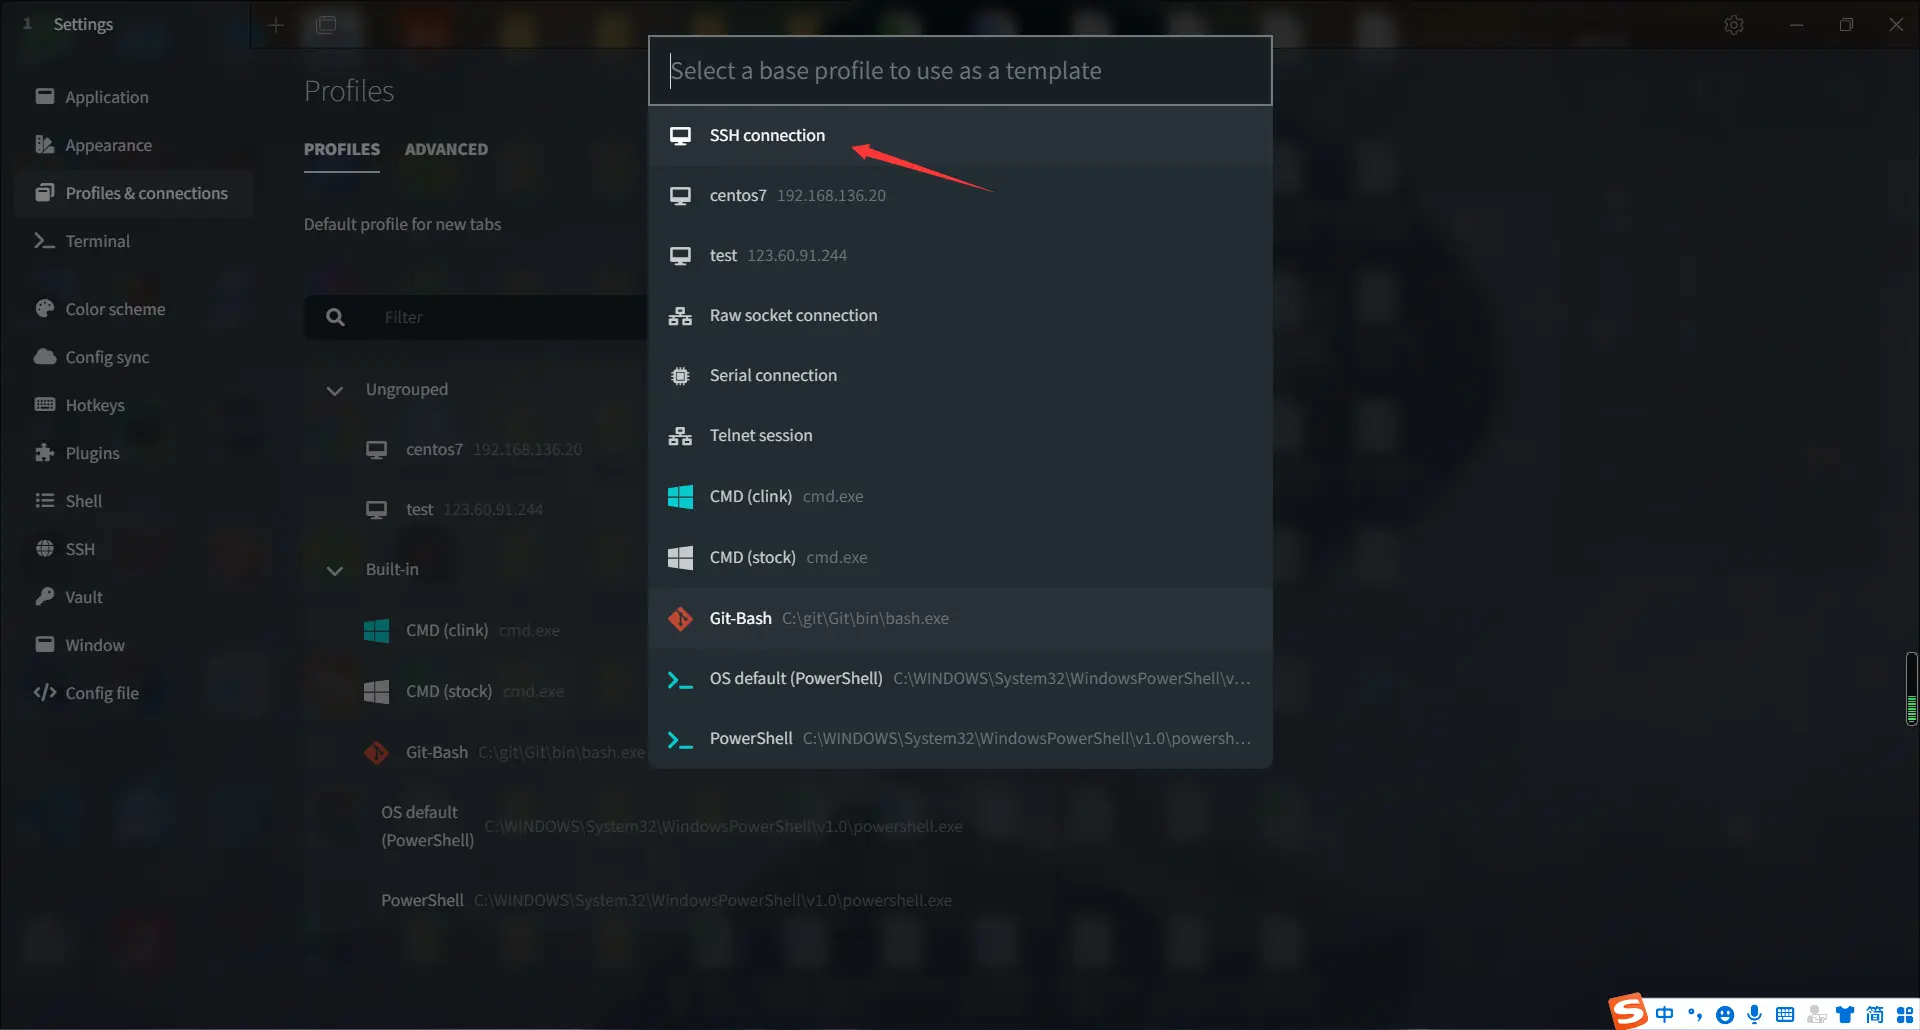 1 Settings
Application
Appearance
Profiles & connections
Terminal
Color scheme
Config sync
Hotkeys
Plugins
Shell
SSH
Vault
Window
Config file
Profiles
PROFILES ADVANCED
Default profile for new tabs
Filter
Ungrouped
centos7 192.168.136.20
test 123.60.91.244
Built-in
CMD (clink) cmd.exe
CMD (stock) cmd.exe
Git-Bash C:\git\Git\bin\bash.exe
OS default
(PowerShell) C:\WINDOWS\System32\WindowsPowerShell\v1.0\powershell.exe
PowerShell C:\WINDOWS\System32\WindowsPowerShell\v1.0\powershell.exe
Select a base profile to use as a template
SSH connection
centos7 192.168.136.20
test 123.60.91.244
Raw socket connection
Serial connection
Telnet session
CMD (clink) cmd.exe
CMD (stock) cmd.exe
Git-Bash C:\git\Git\bin\bash.exe
OS default (PowerShell) C:\WINDOWS\System32\WindowsPowerShell\v...
PowerShell C:\WINDOWS\System32\WindowsPowerShell\v1.0\powersh...
S 中 简